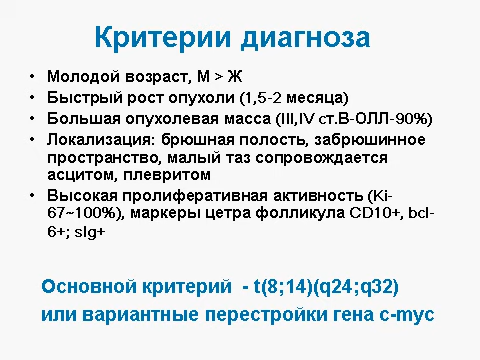 Критерии диагноза
• Молодой возраст, М > Ж
• Быстрый рост опухоли (1,5-2 месяца)
• Большая опухолевая масса (III,IV ст.В-ОЛЛ-90%)
• Локализация: брюшная полость, забрюшинное
пространство, малый таз сопровождается
асцитом, плевритом
• Высокая пролиферативная активность (Ki-
67~100%), маркеры цетра фолликула CD10+, bcl-
6+; sIg+
Основной критерий - t(8;14)(q24;q32)
или вариантные перестройки гена c-myc